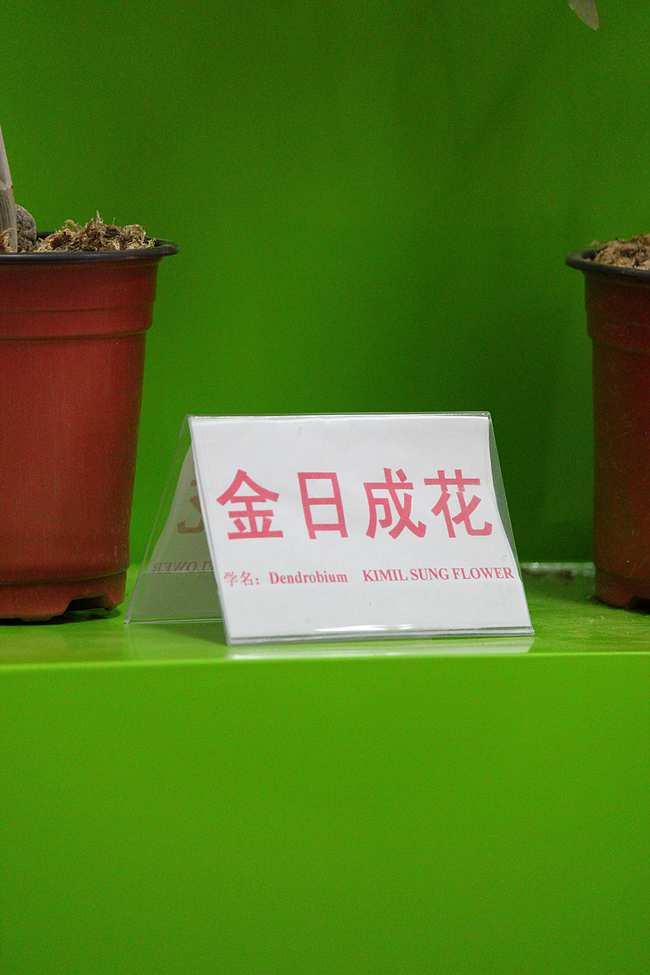 金日成花
学名：Dendrobium KIMIL SUNG FLOWER